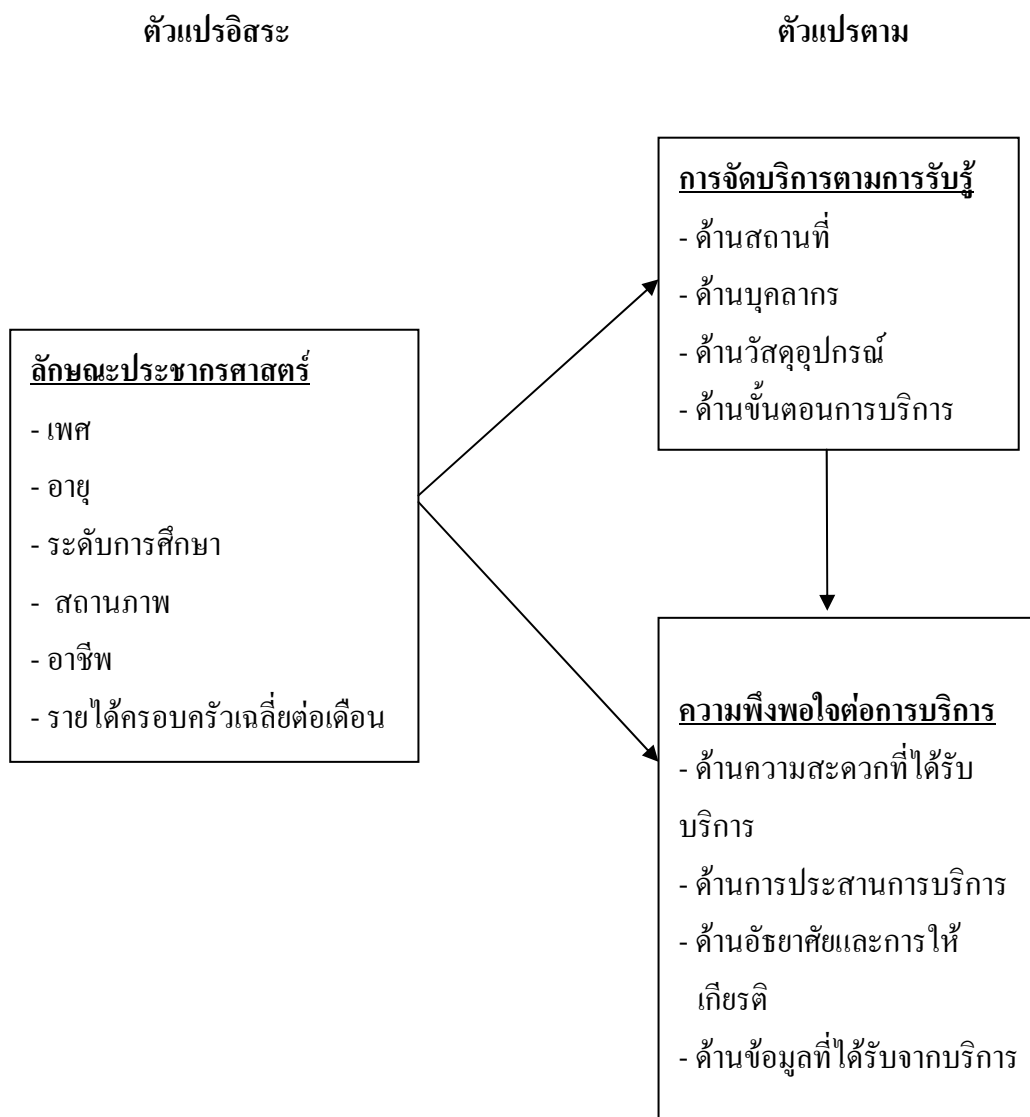 ตัวแปรอิสระ
ตัวแปรตาม
ลักษณะประชากรศาสตร์
- เพศ
- อายุ
- ระดับการศึกษา
- สถานภาพ
- อาชีพ
- รายได้ครอบครัวเฉลี่ยต่อเดือน
การจัดบริการตามการรับรู้
- ด้านสถานที่
- ด้านบุคลากร
- ด้านวัสดุอุปกรณ์
- ด้านขั้นตอนการบริการ
ความพึงพอใจต่อการบริการ
- ด้านความสะดวกที่ได้รับ
บริการ
- ด้านการประสานการบริการ
- ด้านอัธยาศัยและการให้
เกียรติ
- ด้านข้อมูลที่ได้รับจากบริการ